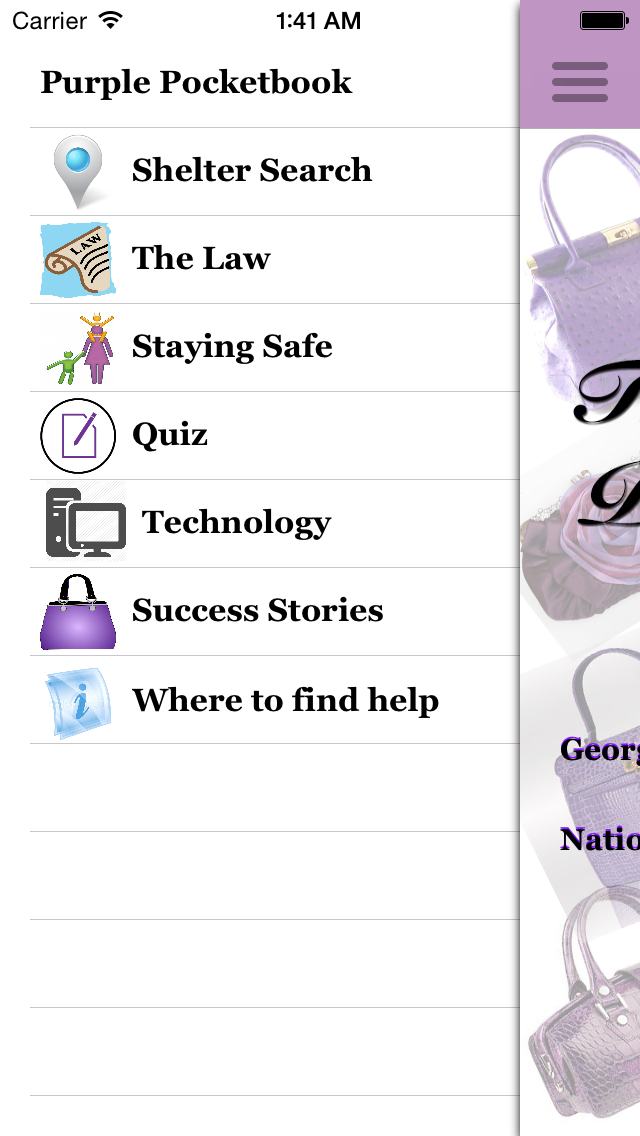 Carrier 1:41 AM
Purple Pocketbook
Shelter Search
LAW
The Law
Staying Safe
Quiz
Technology
Success Stories
Where to find help
Georg
Natio